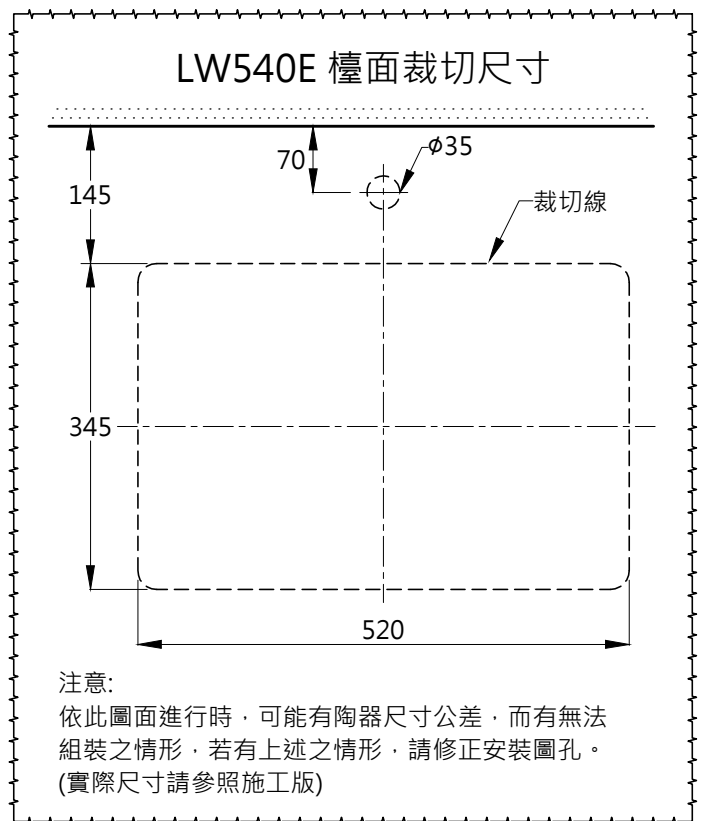 LW540E 檯面裁切尺寸
70
ϕ35
145
裁切線
345
520
注意:
依此圖面進行時，可能有陶器尺寸公差，而有無法
組裝之情形，若有上述之情形，請修正安裝圖孔。
(實際尺寸請參照施工版)